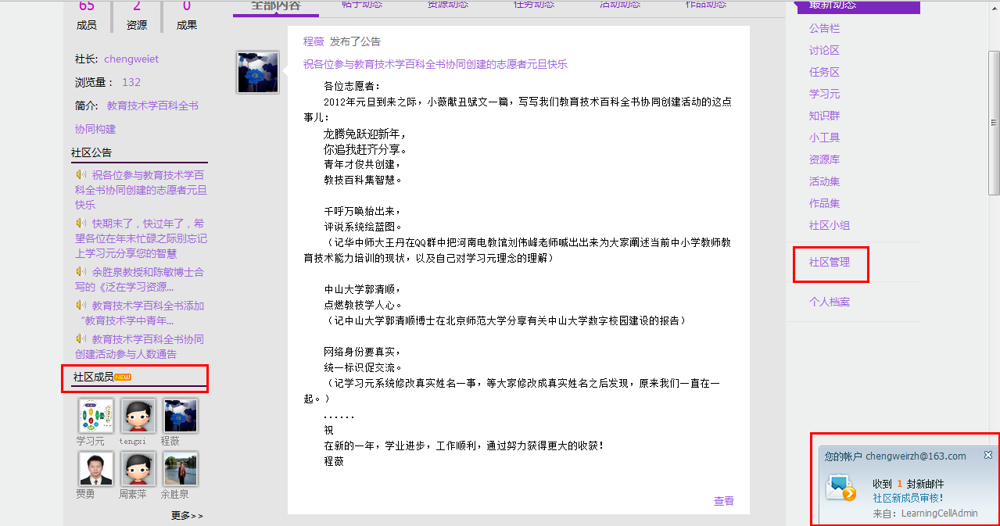 65
2
0
成员
资源
成果
社长: chengweiet
浏览量： 132
简介: 教育技术学百科全书
协同构建
社区公告
祝各位参与教育技术学百
科全书协同创建的志愿者元旦
快乐
快期末了，快过年了，希
望各位在年末忙碌之际别忘记
上学习元分享您的智慧
余胜泉教授和陈敏博士合
写的《泛在学习资源...
教育技术学百科全书添加
“教育技术学中青年...
教育技术学百科全书协同
创建活动参与人数通告
社区成员NEW
学习元 tengxi 程薇
贾勇 周素萍 余胜泉
更多>>
全部内容
帖子动态
资源动态
任务动态
活动动态
作品动态
程薇 发布了公告
祝各位参与教育技术学百科全书协同创建的志愿者元旦快乐
各位志愿者：
2012年元旦到来之际，小薇献丑赋文一篇，写写我们教育技术百科全书协同创建活动的这点
事儿：
龙腾兔跃迎新年，
你追我赶齐分享。
青年才俊共创建，
教技百科集智慧。
千呼万唤始出来，
评说系统绘蓝图。
（记华中师大王丹在QQ群中把河南电教馆刘伟峰老师喊出出来为大家讲述当前中小学教师教
育技术能力培训的现状，以及自己对学习元理念的理解）
中山大学郭清顺，
点燃教技学人心。
（记中山大学郭清顺博士在北京师范大学分享有关中山大学数字校园建设的报告）
网络身份要真实，
统一标识促交流。
（记学习元系统修改真实姓名一事，等大家修改成真实姓名之后发现，原来我们一直在一
起。）
......
祝
在新的一年，学业进步，工作顺利，通过努力获得更大的收获！
程薇
查看
最新动态
公告栏
讨论区
任务区
学习元
知识群
小工具
资源库
活动集
作品集
社区小组
社区管理
个人档案
您的帐户 chengweirzh@163.com
收到 1 封新邮件
社区新成员审核!
来自： LearningCellAdmin